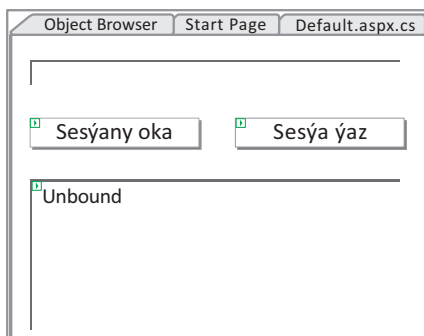 Object Browser Start Page Default.aspx.cs
Sesýany oka Sesýa ýaz
Unbound